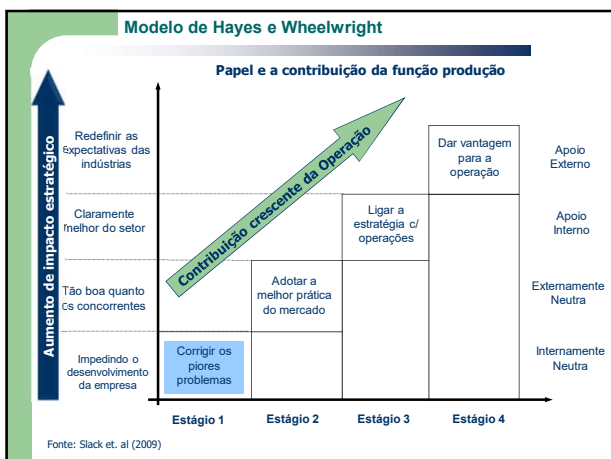 Modelo de Hayes e Wheelwright
Papel e a contribuição da função produção
Aumento de impacto estratégico
Redefinir as
expectativas das
indústrias
Claramente
melhor do setor
Tão boa quanto
os concorrentes
Impedindo o
desenvolvimento
da empresa
Contribuição crescente da Operação
Corrigir os
piores
problemas
Adotar a
melhor prática
do mercado
Ligar a
estratégia c/
operações
Dar vantagem
para a
operação
Apoio
Externo
Apoio
Interno
Externamente
Neutra
Internamente
Neutra
Estágio 1
Estágio 2
Estágio 3
Estágio 4
Fonte: Slack et. al (2009)